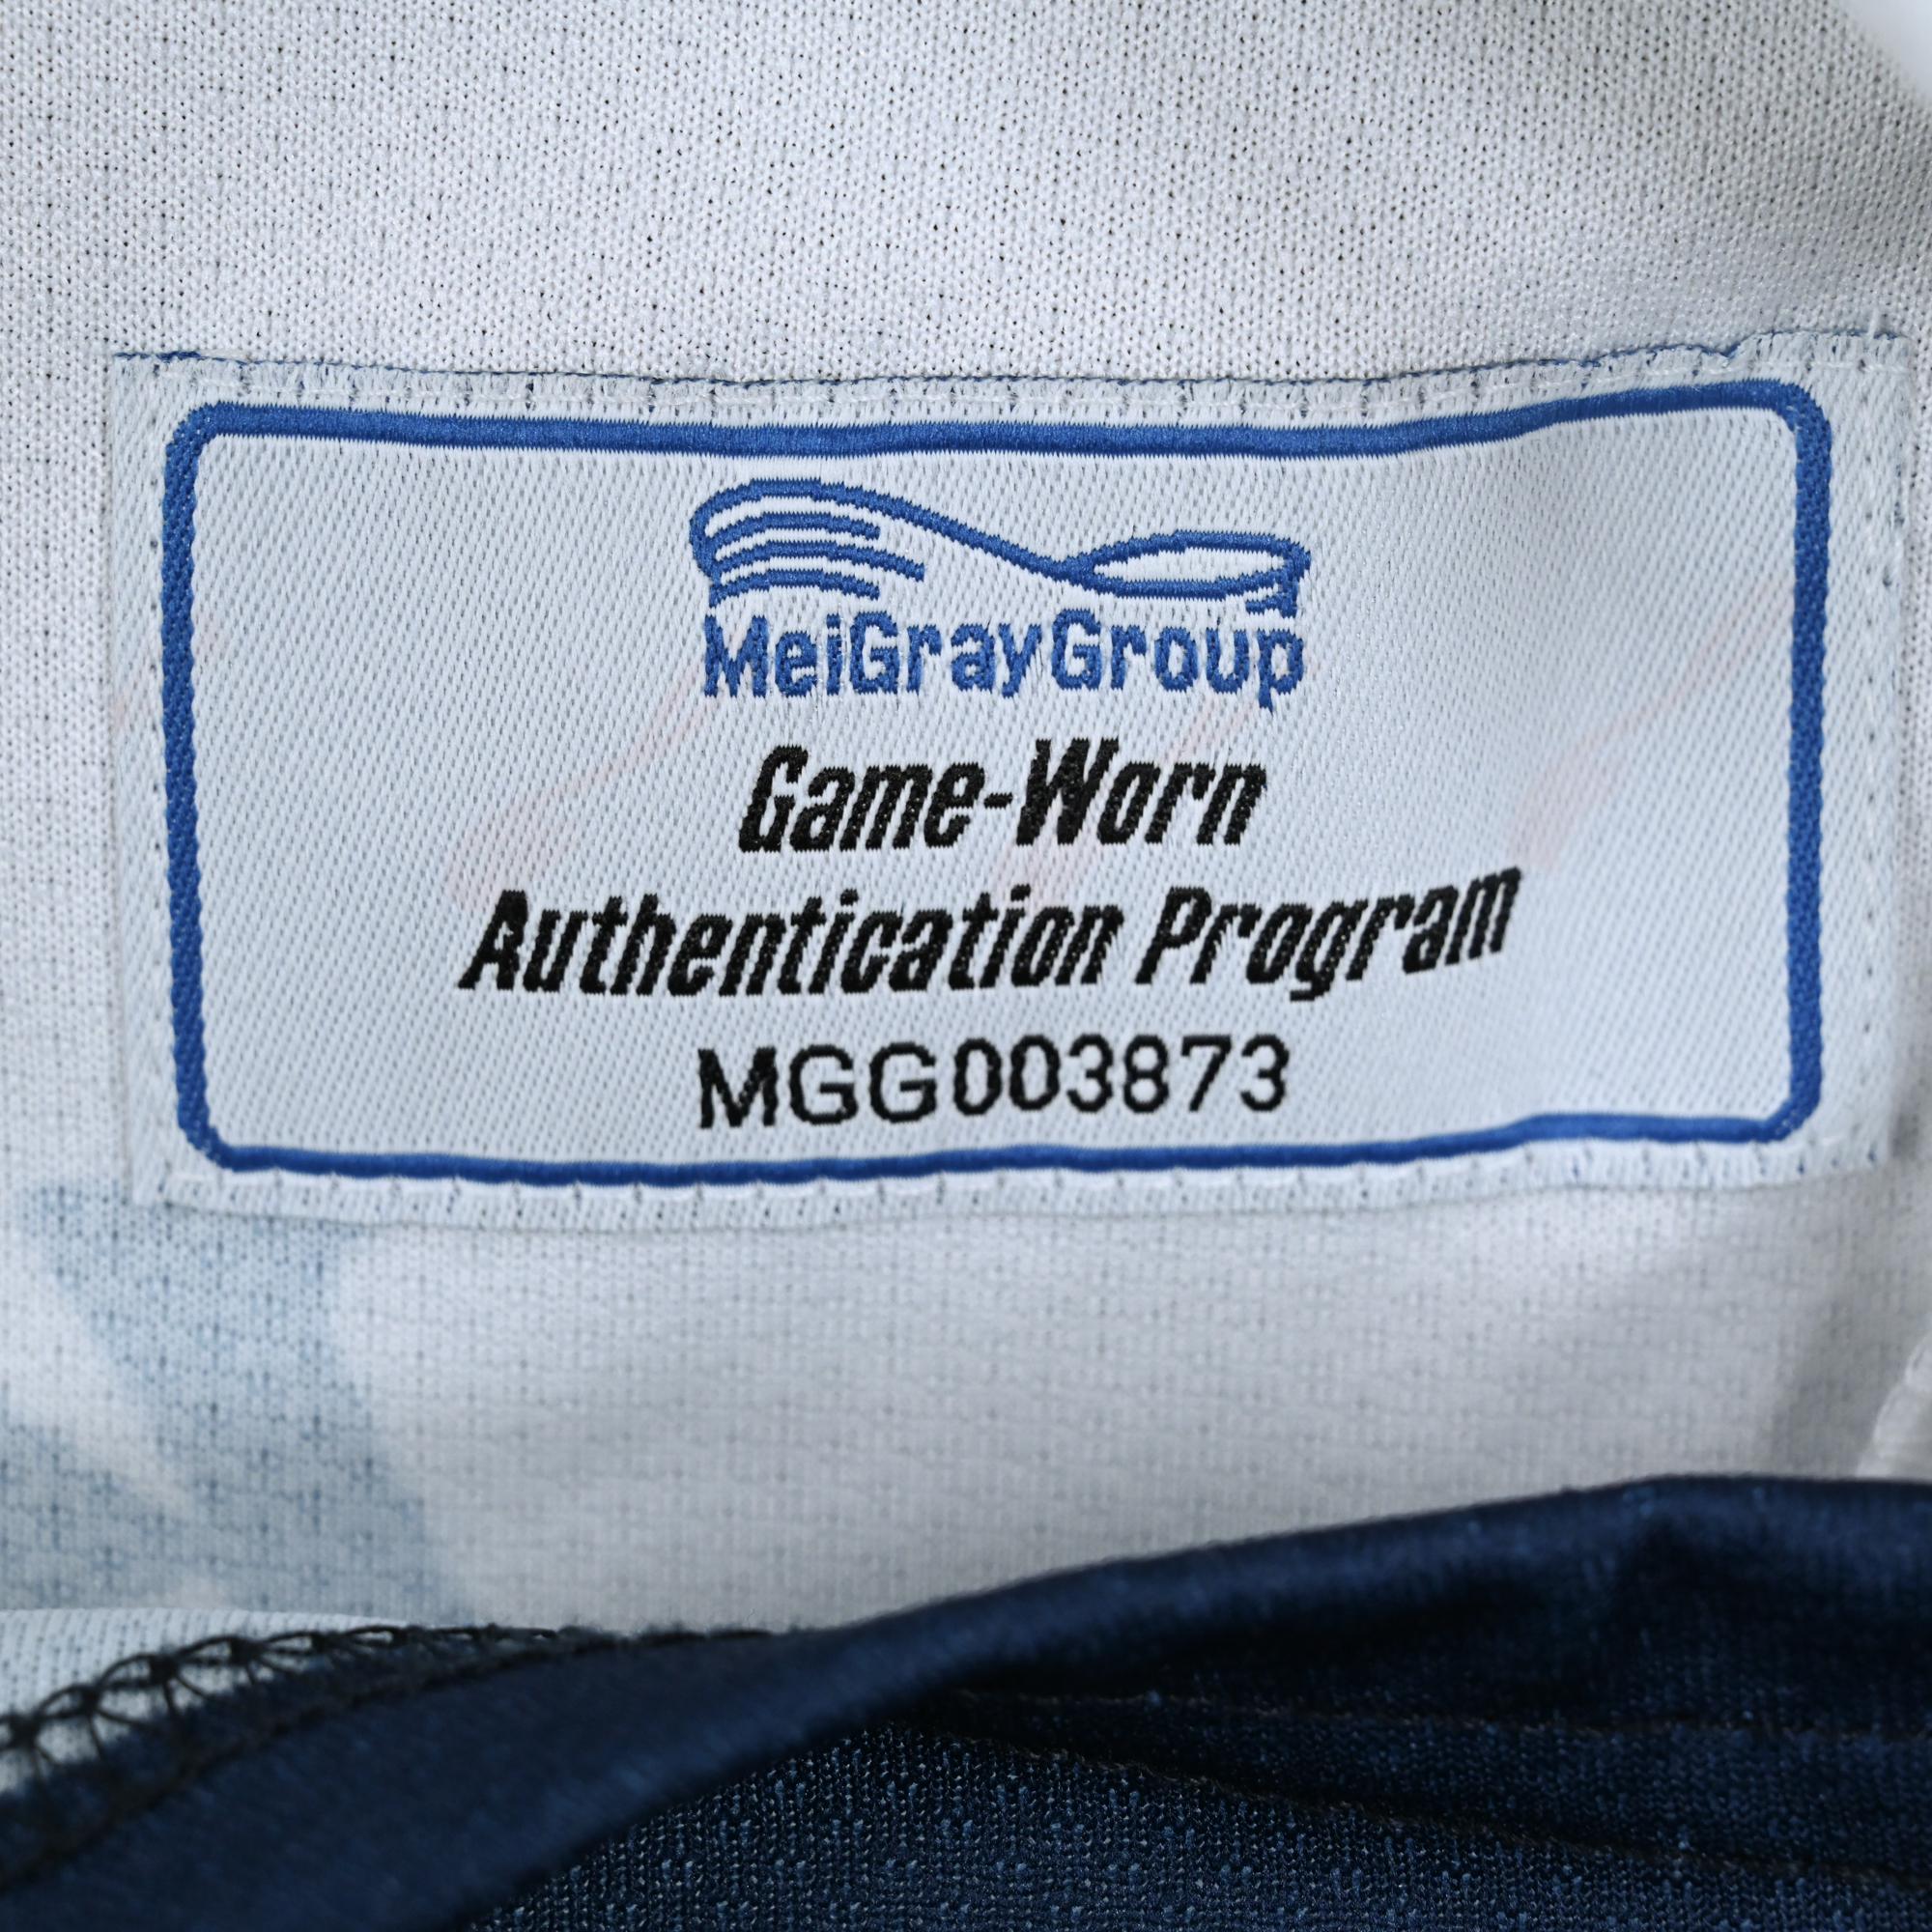 MeiGrayGroup
Game-Worn
Authentication Program
MGG003873